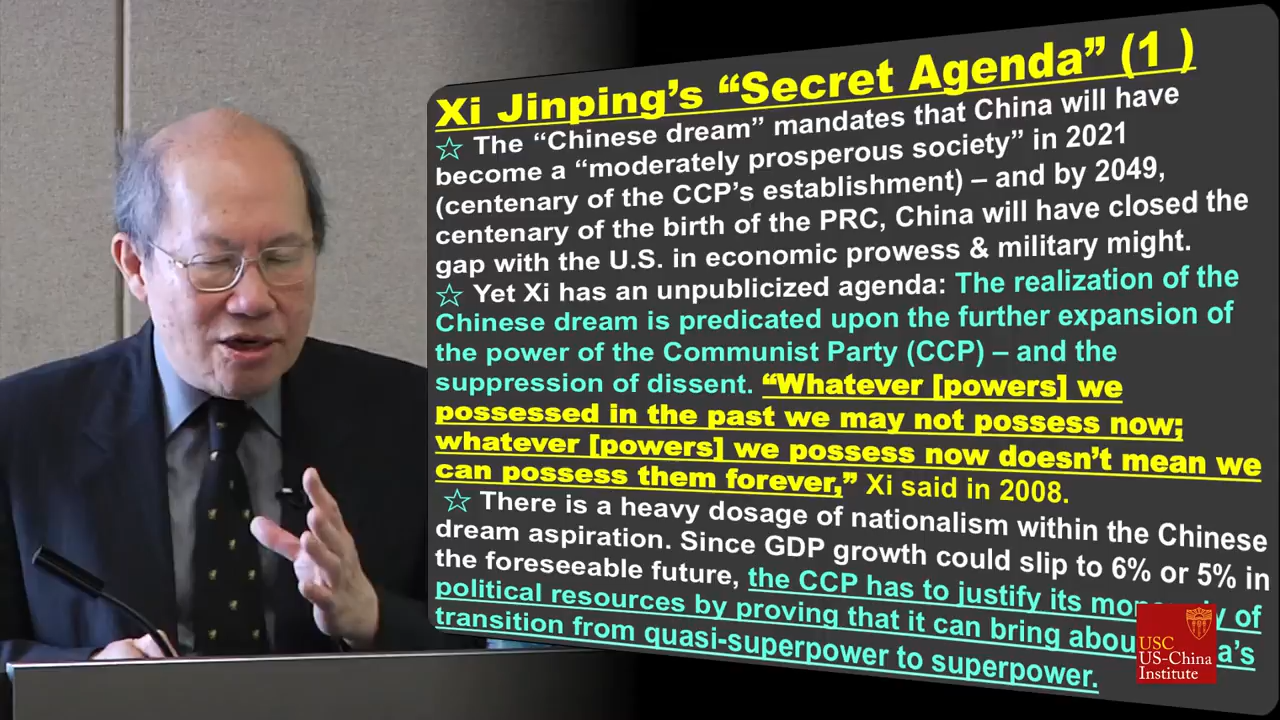 Xi Jinping's “Secret Agenda” (1 )
☆ The “Chinese dream” mandates that China will have
become a “moderately prosperous society” in 2021
(centenary of the CCP’s establishment) – and by 2049,
centenary of the birth of the PRC, China will have closed the
gap with the U.S. in economic prowess & military might.
☆ Yet Xi has an unpublicized agenda: The realization of the
Chinese dream is predicated upon the further expansion of
the power of the Communist Party (CCP) – and the
suppression of dissent. “Whatever [powers] we
possessed in the past we may not possess now;
whatever [powers] we possess now doesn’t mean we
can possess them forever,” Xi said in 2008.
☆ There is a heavy dosage of nationalism within the Chinese
dream aspiration. Since GDP growth could slip to 6% or 5% in
the foreseeable future, the CCP has to justify its of
political resources by proving that it can bring
transition from quasi-superpower to superpower.
USC
US-China
Institute